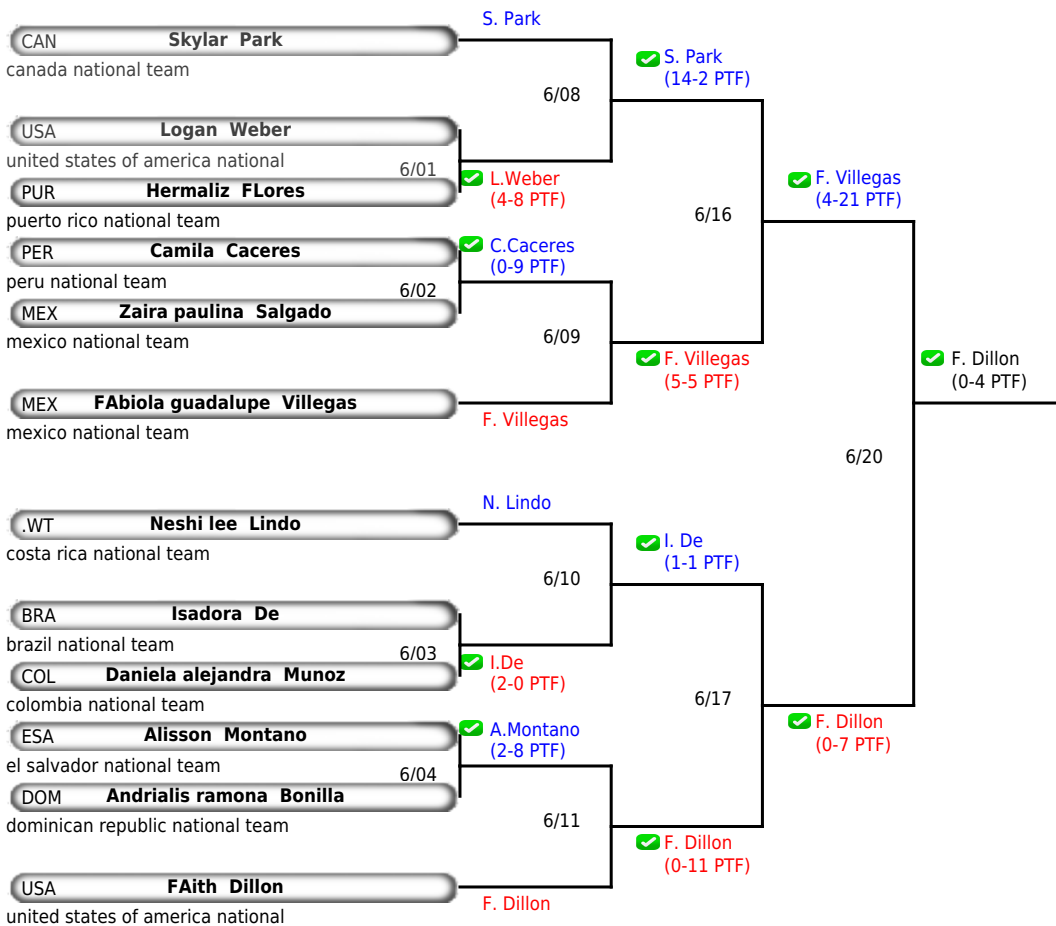 S. Park
CAN Skylar Park
canada national team
6/08
S. Park
(14-2 PTF)
USA Logan Weber
united states of america national
6/01
L.Weber
(4-8 PTF)
PUR Hermaliz FLores
puerto rico national team
6/16
F. Villegas
(4-21 PTF)
PER Camila Caceres
peru national team
C.Caceres
(0-9 PTF)
6/02
MEX Zaira paulina Salgado
mexico national team
6/09
F. Villegas
(5-5 PTF)
MEX FAbiola guadalupe Villegas
mexico national team
F. Villegas
F. Dillon
(0-4 PTF)
6/20
N. Lindo
.WT Neshi lee Lindo
costa rica national team
6/10
I. De
(1-1 PTF)
BRA Isadora De
brazil national team
6/03
I.De
(2-0 PTF)
COL Daniela alejandra Munoz
colombia national team
6/17
F. Dillon
(0-7 PTF)
ESA Alisson Montano
el salvador national team
A.Montano
(2-8 PTF)
6/04
DOM Andrialis ramona Bonilla
dominican republic national team
6/11
F. Dillon
(0-11 PTF)
USA FAith Dillon
united states of america national
F. Dillon